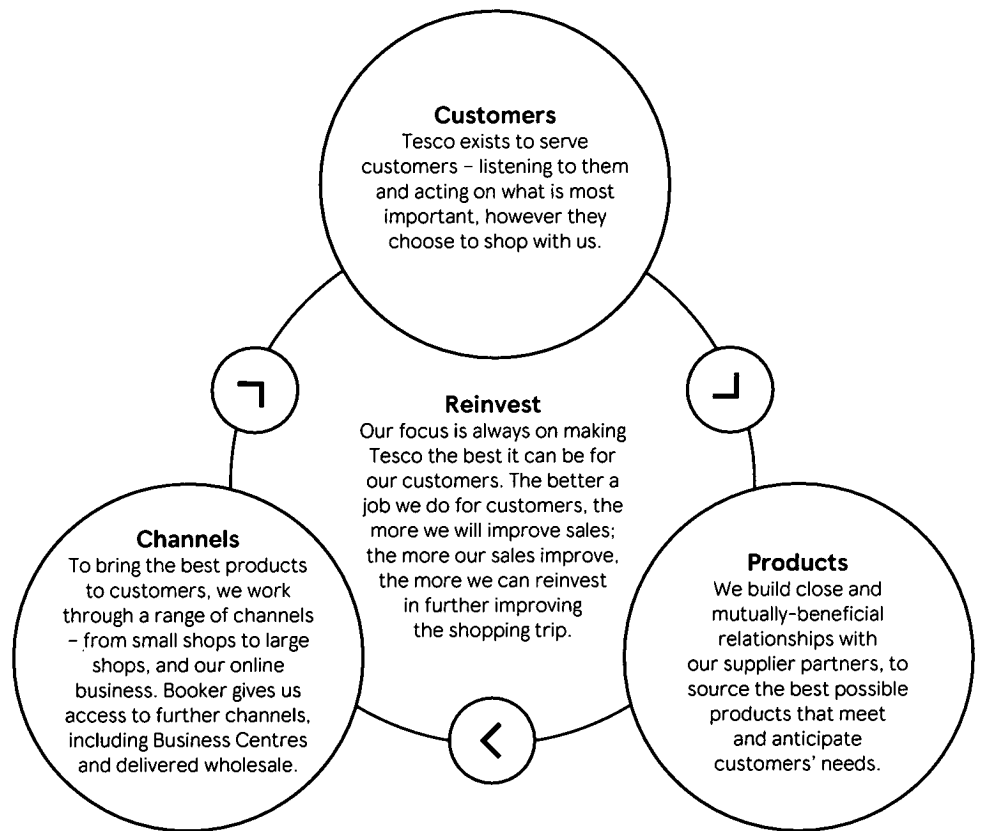 Customers
Tesco exists to serve
customers – listening to them
and acting on what is most
important, however they
choose to shop with us.
Reinvest
Our focus is always on making
Tesco the best it can be for
our customers. The better a
job we do for customers, the
more we will improve sales;
the more our sales improve,
the more we can reinvest
in further improving
the shopping trip.
Channels
To bring the best products
to customers, we work
through a range of channels
– from small shops to large
shops, and our online
business. Booker gives us
access to further channels,
including Business Centres
and delivered wholesale.
Products
We build close and
mutually-beneficial
relationships with
our supplier partners, to
source the best possible
products that meet
and anticipate
customers’ needs.